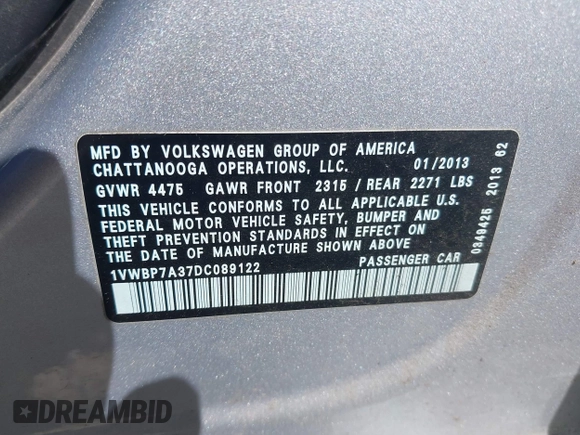 MFD BY VOLKSWAGEN GROUP OF AMERICA
CHATTANOOGA OPERATIONS, LLC. 01/2013
GVWR 4475 GAWR FRONT 2315 / REAR 2271 LBS
THIS VEHICLE CONFORMS TO ALL APPLICABLE U.S.
FEDERAL MOTOR VEHICLE SAFETY, BUMPER AND
THEFT PREVENTION STANDARDS IN EFFECT ON
THE DATE OF MANUFACTURE SHOWN ABOVE
1VWBP7A37DC089122 PASSENGER CAR
0349425 2013 62
DREAMBID